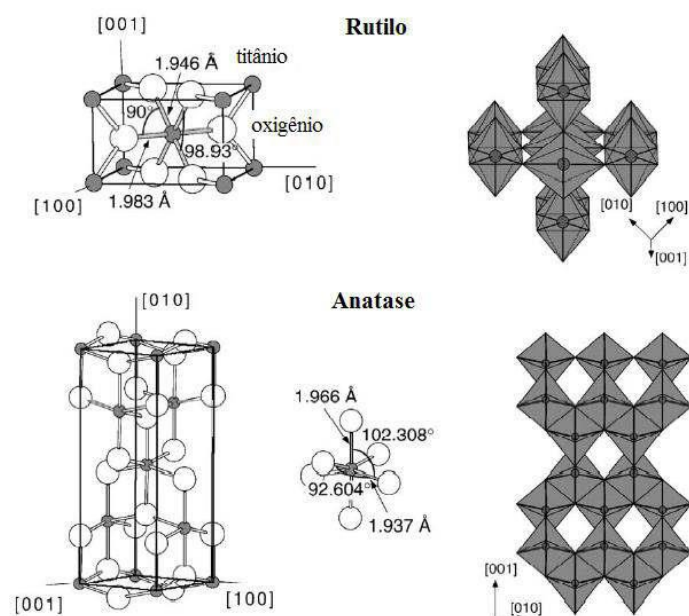 Rutilo
[001]
1.946 Å
titânio
90°
oxigênio
98.93°
[010]
[100]
1.983 Å
[010]
[100]
[001]
Anatase
[010]
1.966 Å
102.308°
92.604°
1.937 Å
[001]
[100]
[001]
[010]